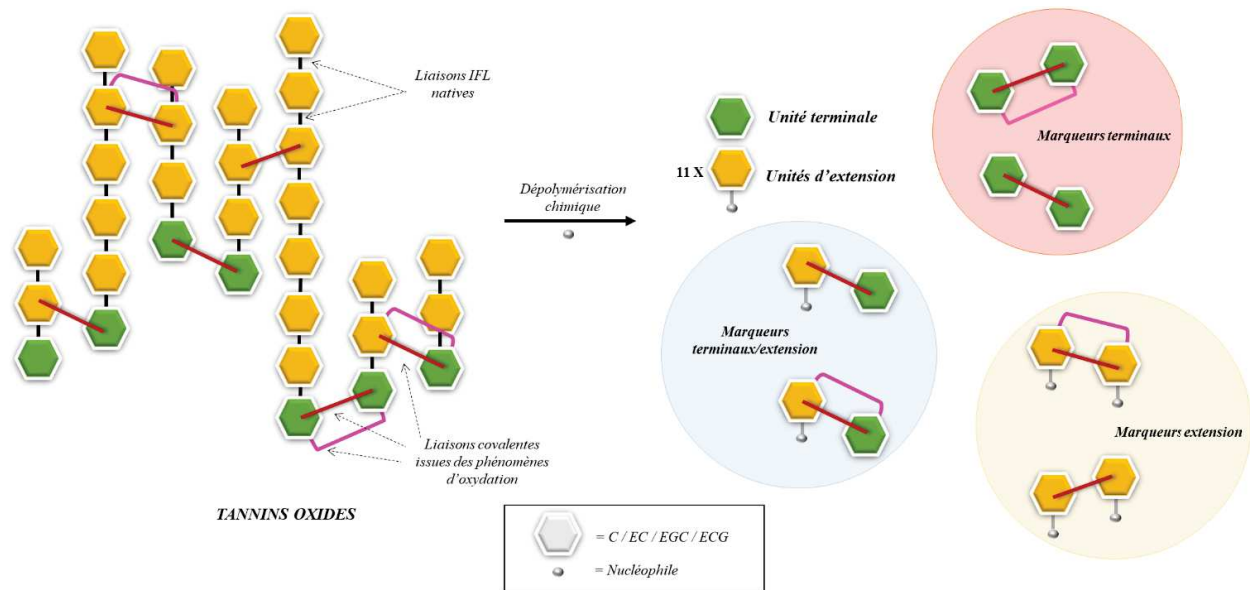 Liaisons IFL
natives
Dépolymérisation
chimique
Liaisons covalentes
issues des phénomènes
d'oxydation
TANNINS OXIDES
Unité terminale
11 X
Unités d'extension
Marqueurs terminaux
Marqueurs
terminaux/extension
Marqueurs extension
= C / EC / EGC / ECG
= Nucléophile